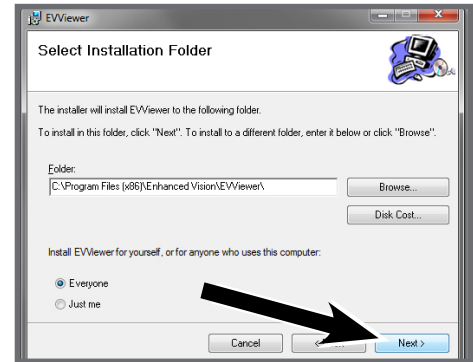 EVViewer
Select Installation Folder
The installer will install EVViewer to the following folder.
To install in this folder, click "Next". To install to a different folder, enter it below or click "Browse".
Folder:
C:\Program Files (x86)\Enhanced Vision\EVViewer\
Browse...
Disk Cost...
Install EVViewer for yourself, or for anyone who uses this computer:
Everyone
Just me
Cancel
Next >